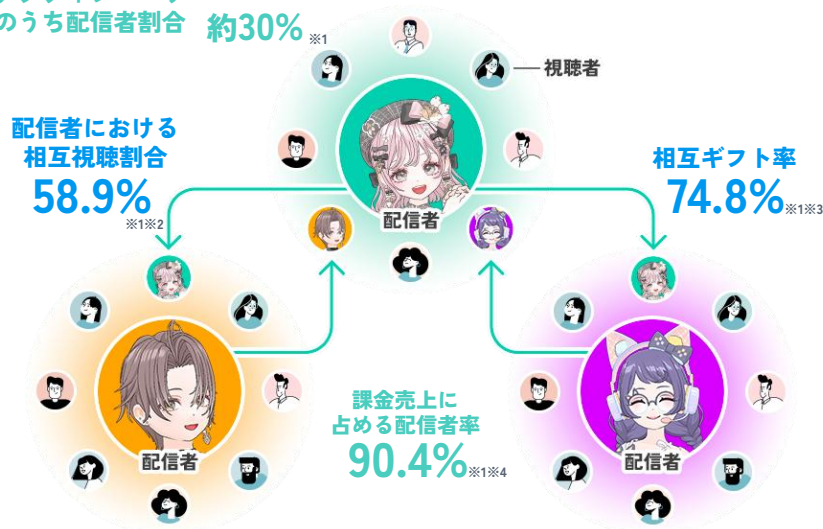 のうち配信者割合 約30% ※1
視聴者
配信者における
相互視聴割合
58.9%
※1※2
相互ギフト率
74.8%※1※3
配信者
課金売上に
占める配信者率
90.4%※1※4
配信者
配信者